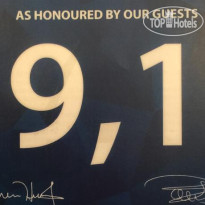 AS HONOURED BY OUR GUESTS
TOP Hotels
9,1